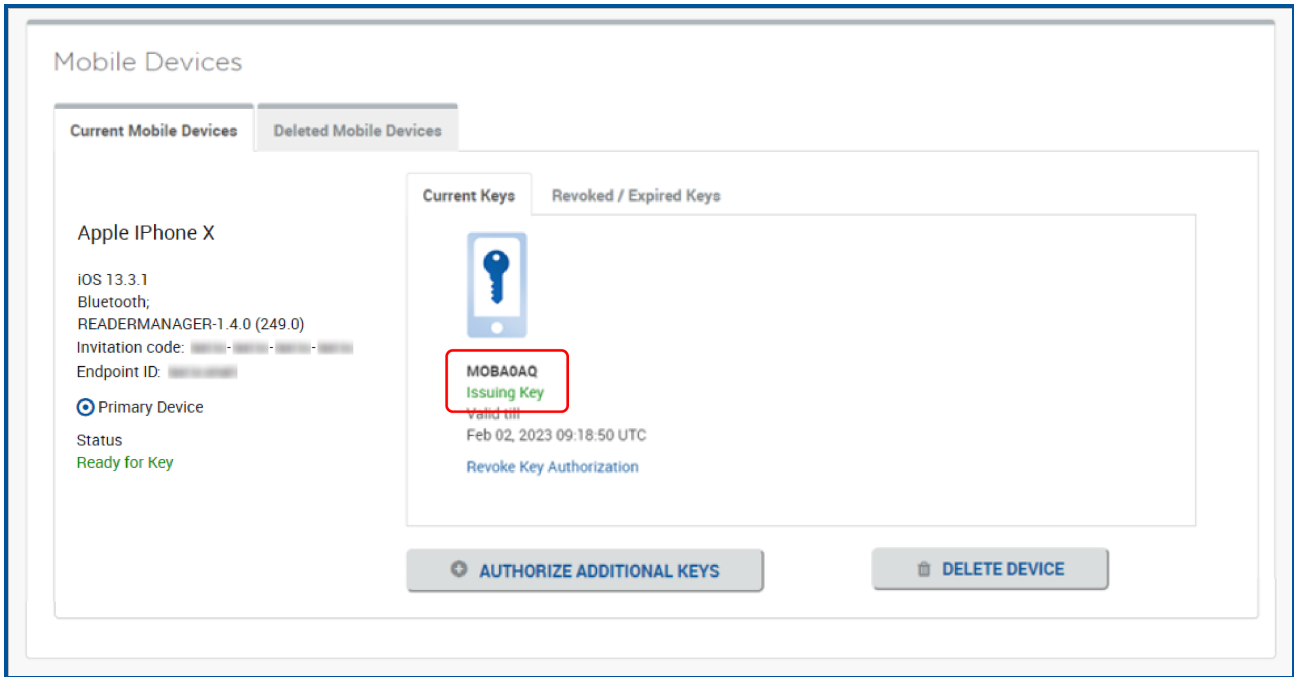 Mobile Devices
Current Mobile Devices
Deleted Mobile Devices
Apple IPhone X
iOS 13.3.1
Bluetooth;
READERMANAGER-1.4.0 (249.0)
Invitation code: - - -
Endpoint ID:
Primary Device
Status
Ready for Key
Current Keys
Revoked / Expired Keys
MOBA0AQ
Issuing Key
Valid till
Feb 02, 2023 09:18:50 UTC
Revoke Key Authorization
AUTHORIZE ADDITIONAL KEYS
DELETE DEVICE